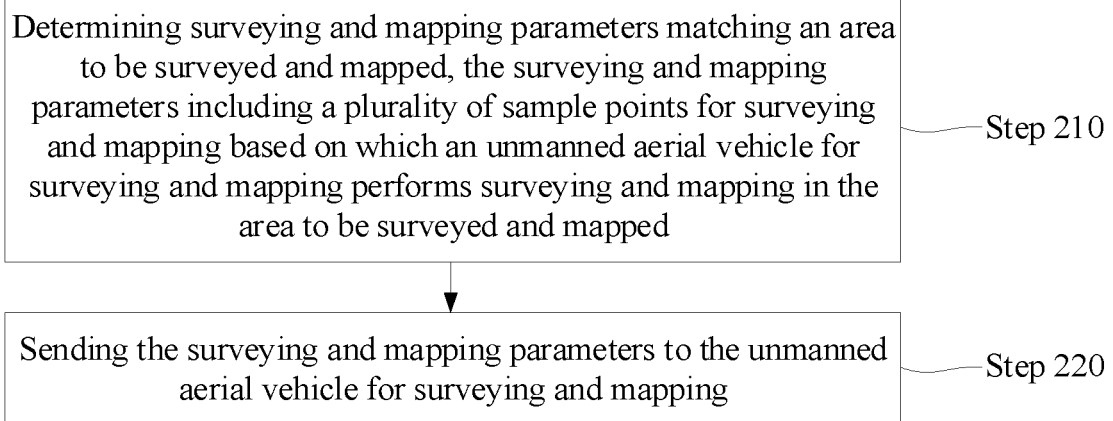 Determining surveying and mapping parameters matching an area
to be surveyed and mapped, the surveying and mapping
parameters including a plurality of sample points for surveying
and mapping based on which an unmanned aerial vehicle for
surveying and mapping performs surveying and mapping in the
area to be surveyed and mapped
Step 210
Sending the surveying and mapping parameters to the unmanned
aerial vehicle for surveying and mapping
Step 220